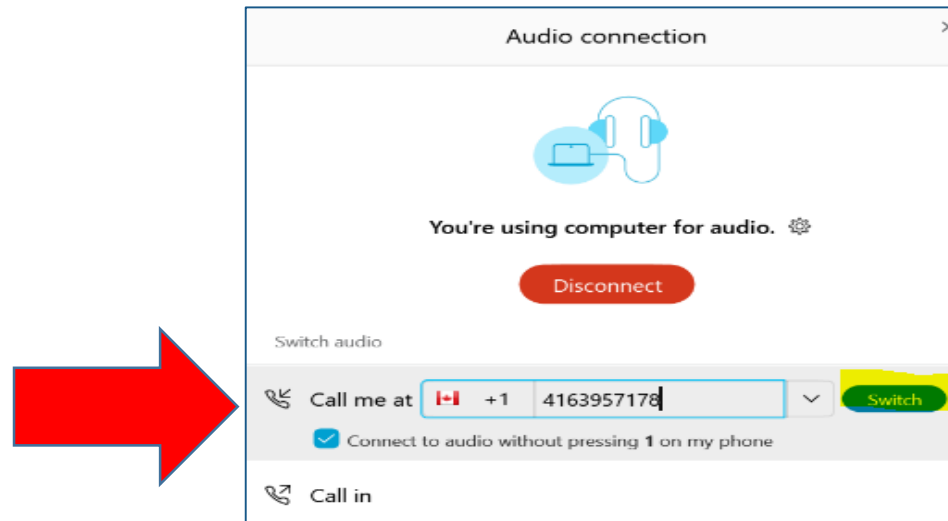 Audio connection
You're using computer for audio.
Disconnect
Switch audio
Call me at +1 4163957178 Switch
Connect to audio without pressing 1 on my phone
Call in